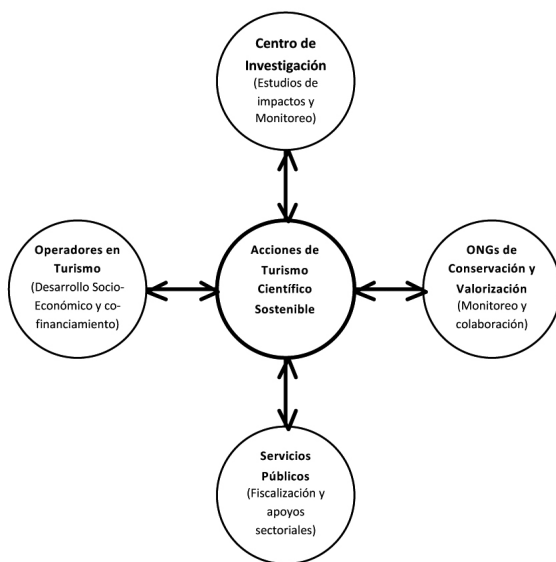 Centro de
Investigación
(Estudios de
impactos y
Monitoreo)
Operadores en
Turismo
(Desarrollo Socio-
Económico y co-
financiamiento)
Acciones de
Turismo
Científico
Sostenible
ONGs de
Conservación y
Valorización
(Monitoreo y
colaboración)
Servicios
Públicos
(Fiscalización y
apoyos
sectoriales)